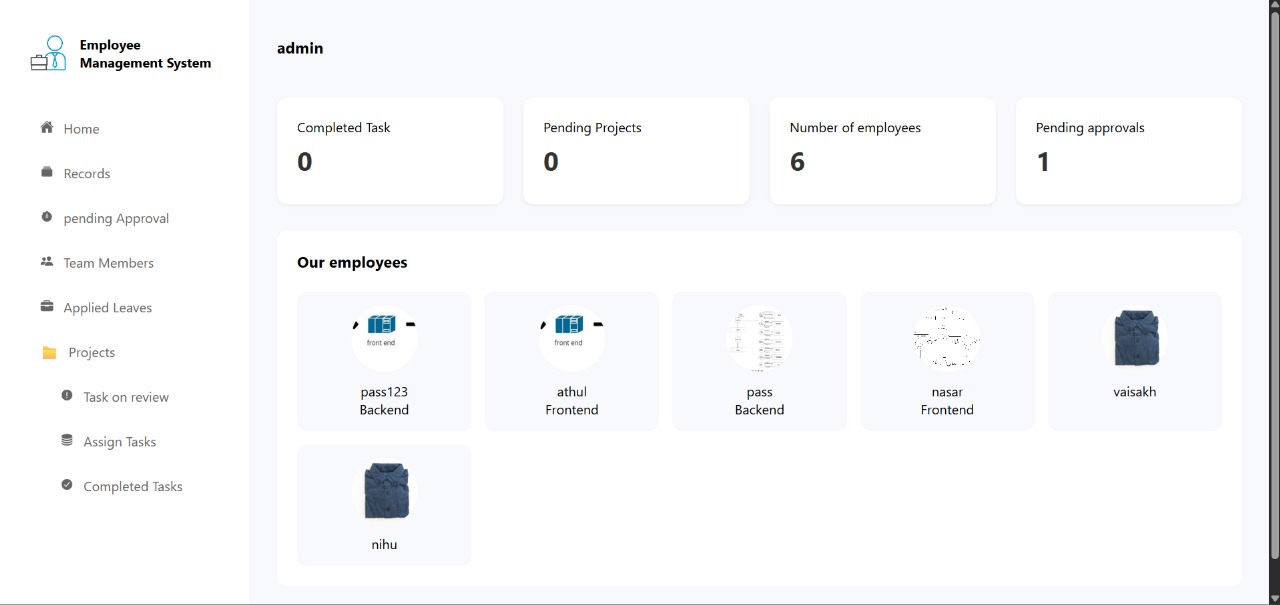 Employee
Management System
Home
Records
pending Approval
Team Members
Applied Leaves
Projects
Task on review
Assign Tasks
Completed Tasks
admin
Completed Task
0
Pending Projects
0
Number of employees
6
Pending approvals
1
Our employees
front end
pass123
Backend
front end
athul
Frontend
pass
Backend
nasar
Frontend
vaisakh
nihu